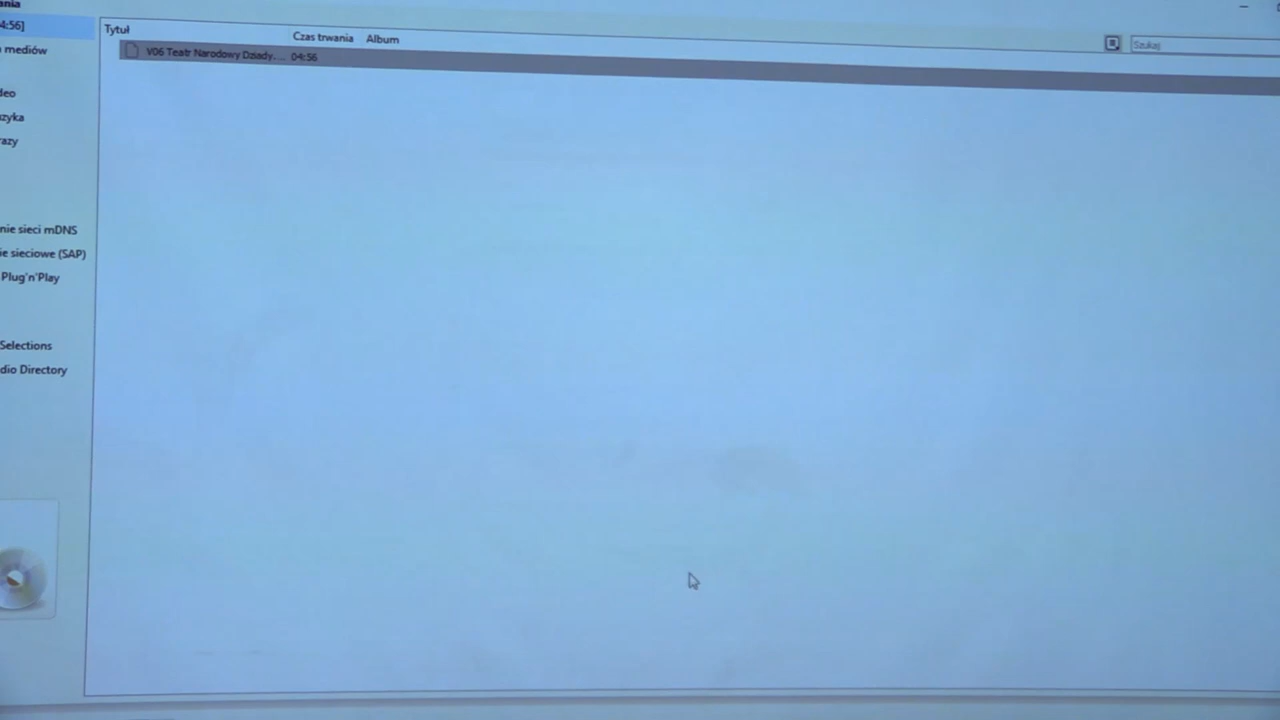 ania
4:56]
mediów
deo
zyka
razy
nie sieci mDNS
ie sieciowe (SAP)
Plug'n'Play
Selections
dio Directory
Tytuł Czas trwania Album
V06 Teatr Narodowy Dziady.... 04:56
Szukaj